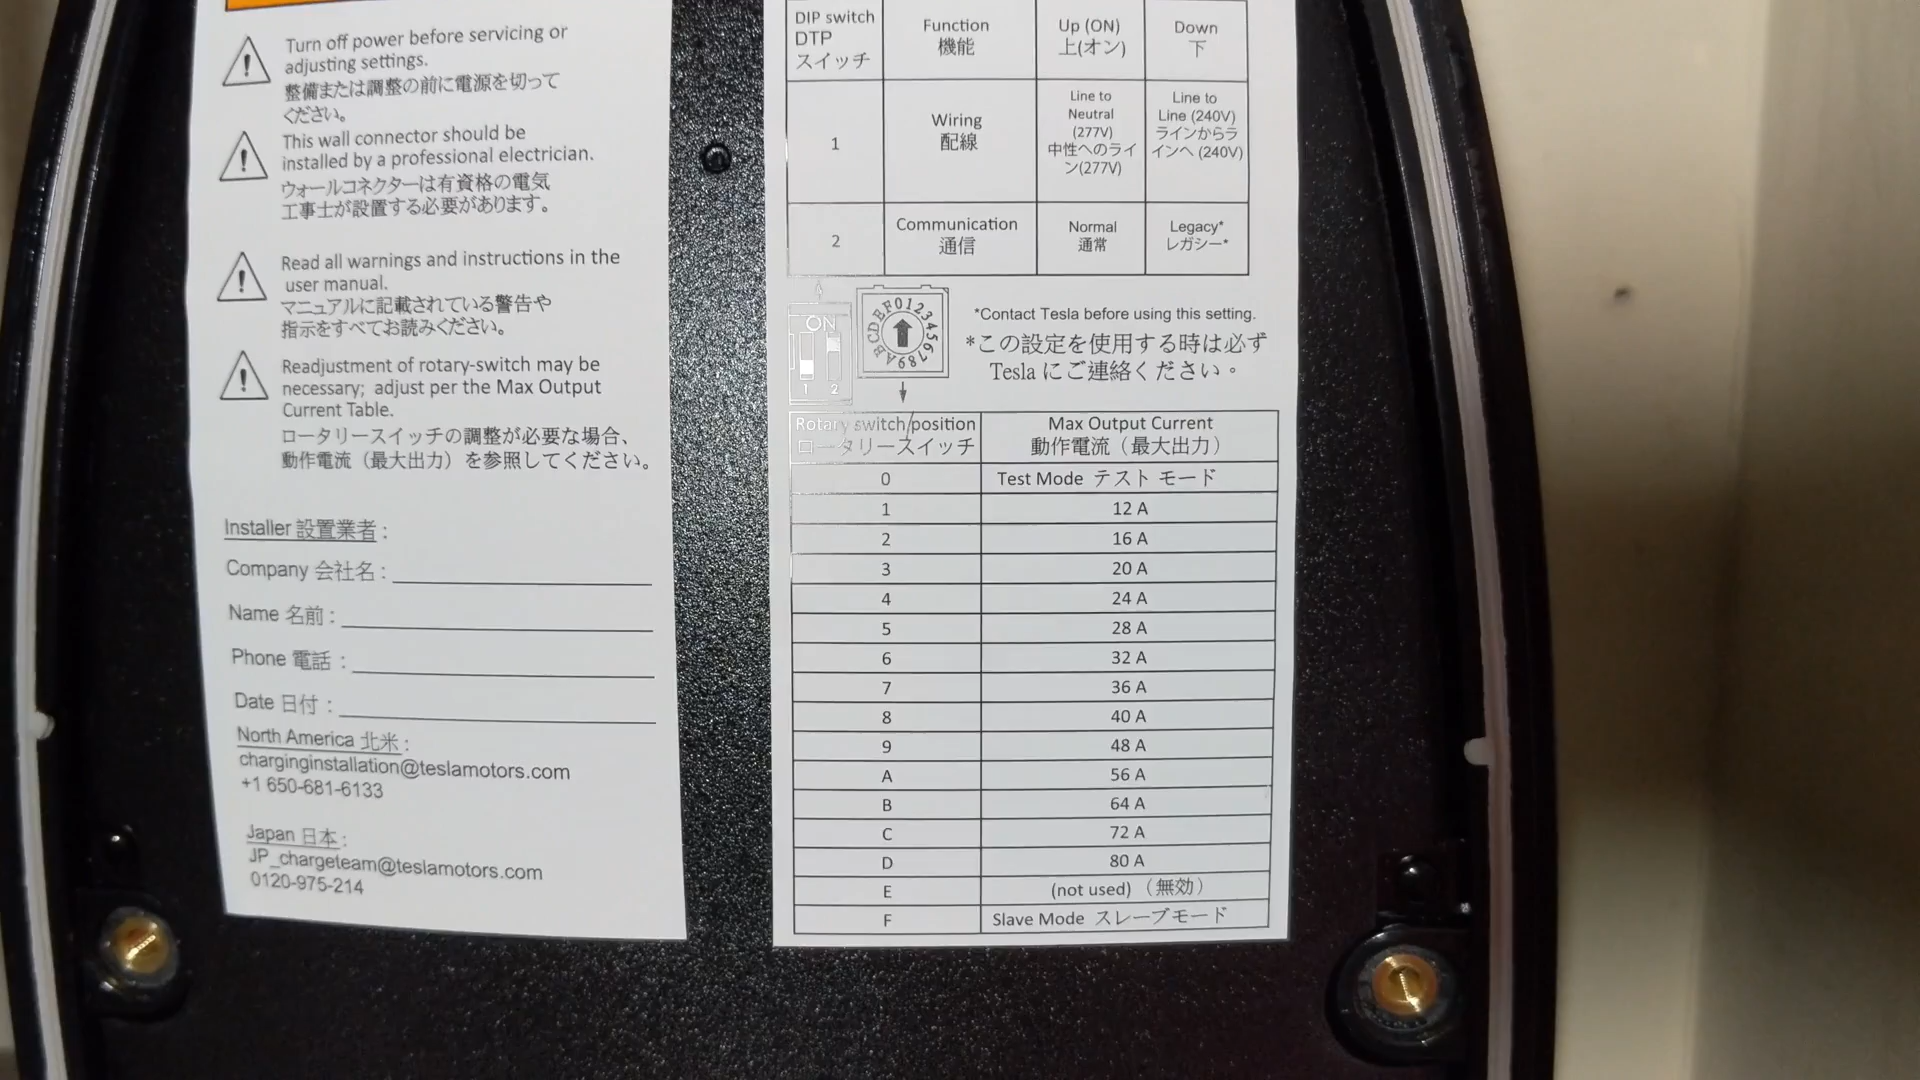 Turn off power before servicing or
adjusting settings.
整備または調整の前に電源を切って
ください。
This wall connector should be
installed by a professional electrician.
ウォールコネクターは有資格の電気
工事士が設置する必要があります。
Read all warnings and instructions in the
user manual.
マニュアルに記載されている警告や
指示をすべてお読みください。
Readjustment of rotary-switch may be
necessary; adjust per the Max Output
Current Table.
ロータリースイッチの調整が必要な場合、
動作電流（最大出力）を参照してください。
Installer 設置業者 :
Company 会社名 :
Name 名前 :
Phone 電話 :
Date 日付 :
North America 北米 :
charginginstallation@teslamotors.com
+1 650-681-6133
Japan 日本 :
JP_chargeteam@teslamotors.com
0120-975-214
DIP switch
DTP
スイッチ
Function
機能
Up (ON)
上(オン)
Down
下
1
Wiring
配線
Line to
Neutral
(277V)
中性へのライ
ン(277V)
Line to
Line (240V)
ラインからラ
インへ (240V)
2
Communication
通信
Normal
通常
Legacy*
レガシー*
ON
1 2
0123456789ABCDEF
*Contact Tesla before using this setting.
*この設定を使用する時は必ず
Tesla にご連絡ください。
Rotary switch/position
ロータリースイッチ
Max Output Current
動作電流（最大出力）
0 Test Mode テスト モード
1 12 A
2 16 A
3 20 A
4 24 A
5 28 A
6 32 A
7 36 A
8 40 A
9 48 A
A 56 A
B 64 A
C 72 A
D 80 A
E (not used) （無効）
F Slave Mode スレーブモード